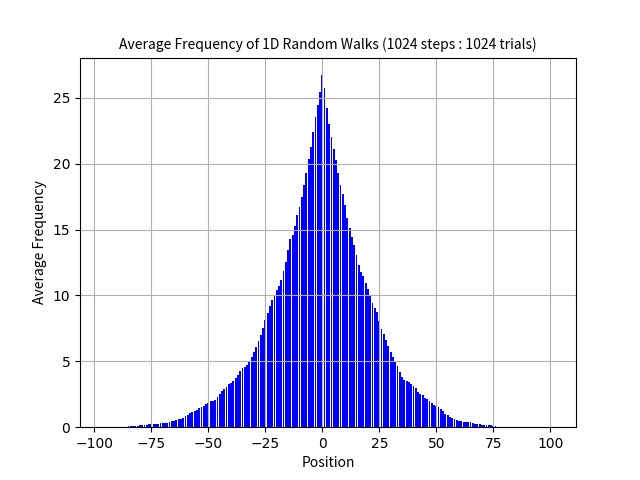 Average Frequency of 1D Random Walks (1024 steps : 1024 trials)
25
20
15
10
5
0
Average Frequency
−100 −75 −50 −25 0 25 50 75 100
Position